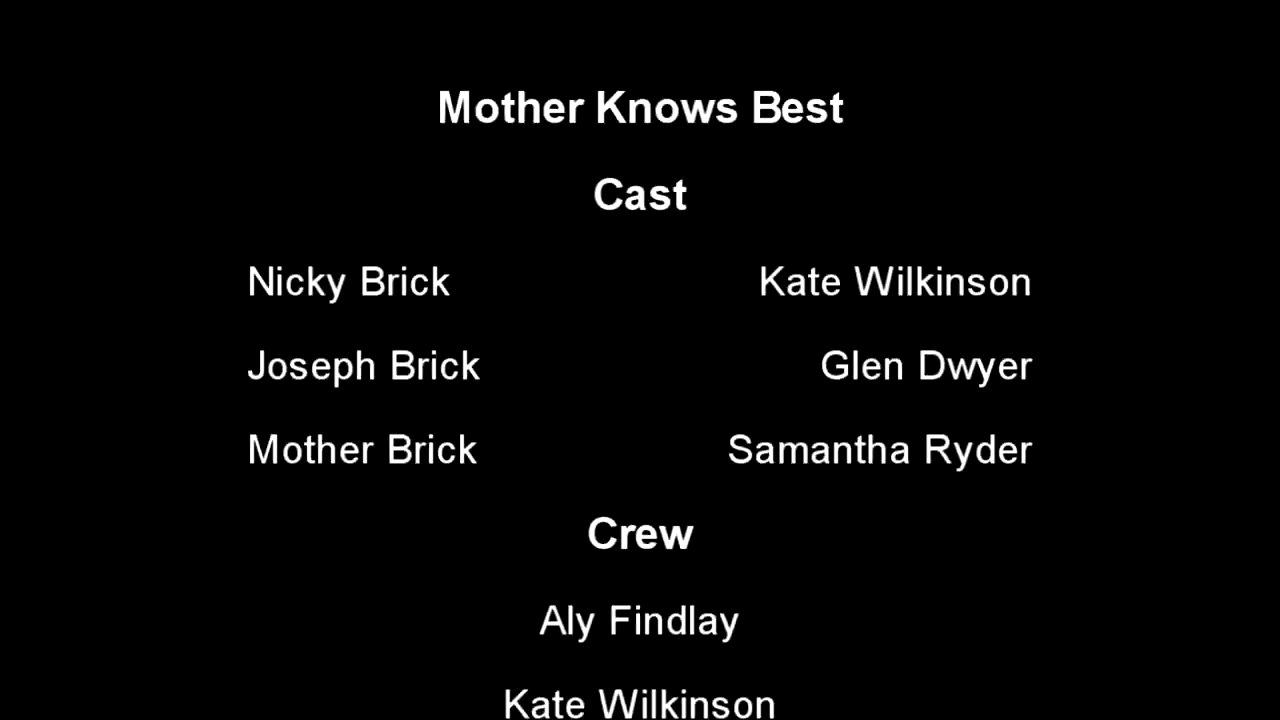 Mother Knows Best
Cast
Nicky Brick Kate Wilkinson
Joseph Brick Glen Dwyer
Mother Brick Samantha Ryder
Crew
Aly Findlay
Kate Wilkinson